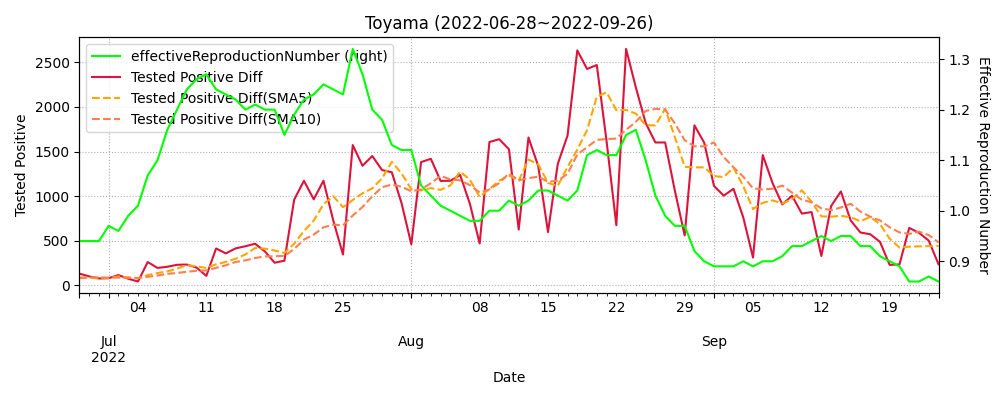 Toyama (2022-06-28~2022-09-26)
effectiveReproductionNumber (right)
Tested Positive Diff
Tested Positive Diff(SMA5)
Tested Positive Diff(SMA10)
Tested Positive
2500
2000
1500
1000
500
0
1.3
1.2
1.1
1.0
0.9
Effective Reproduction Number
04 11 18 25 08 15 22 29 05 12 19
Jul Aug Sep
2022
Date